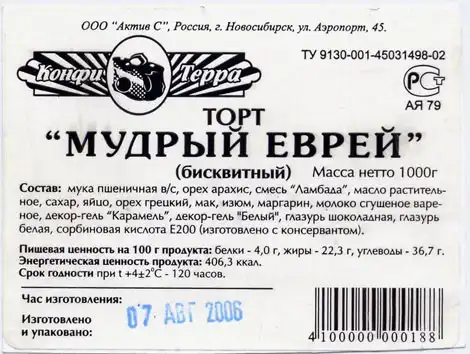 ООО "Актив С", Россия, г. Новосибирск, ул. Аэропорт, 45.
Конфи Терра
ТУ 9130-001-45031498-02
РСТ
АЯ 79
ТОРТ
"МУДРЫЙ ЕВРЕЙ"
(бисквитный) Масса нетто 1000г
Состав: мука пшеничная в/с, орех арахис, смесь "Ламбада", масло раститель-
ное, сахар, яйцо, орех грецкий, мак, изюм, маргарин, молоко сгущеное варе-
ное, декор-гель "Карамель", декор-гель "Белый", глазурь шоколадная, глазурь
белая, сорбиновая кислота Е200 (изготовлено с консервантом).
Пищевая ценность на 100 г продукта: белки - 4,0 г, жиры - 22,3 г, углеводы - 36,7 г.
Энергетическая ценность продукта: 406,3 ккал.
Срок годности при t +4±2°С - 120 часов.
Час изготовления:
Изготовлено
и упаковано:
07 АВГ 2006
4100000000188